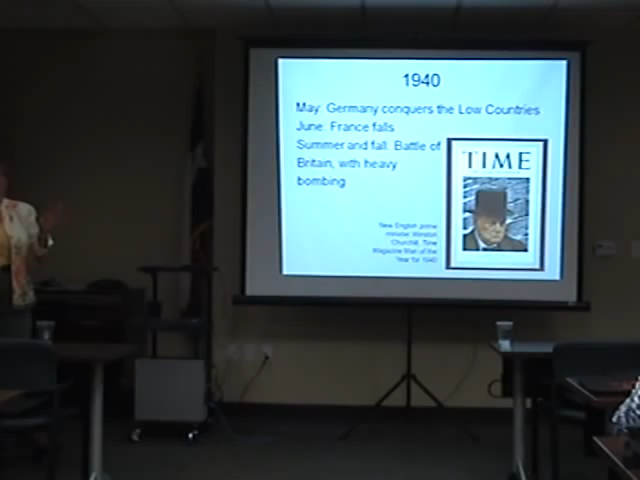 1940
May: Germany conquers the Low Countries
June: France falls
Summer and fall: Battle of
Britain, with heavy
bombing
TIME
New English prime
minister Winston
Churchill, Time
Magazine Man of the
Year for 1940